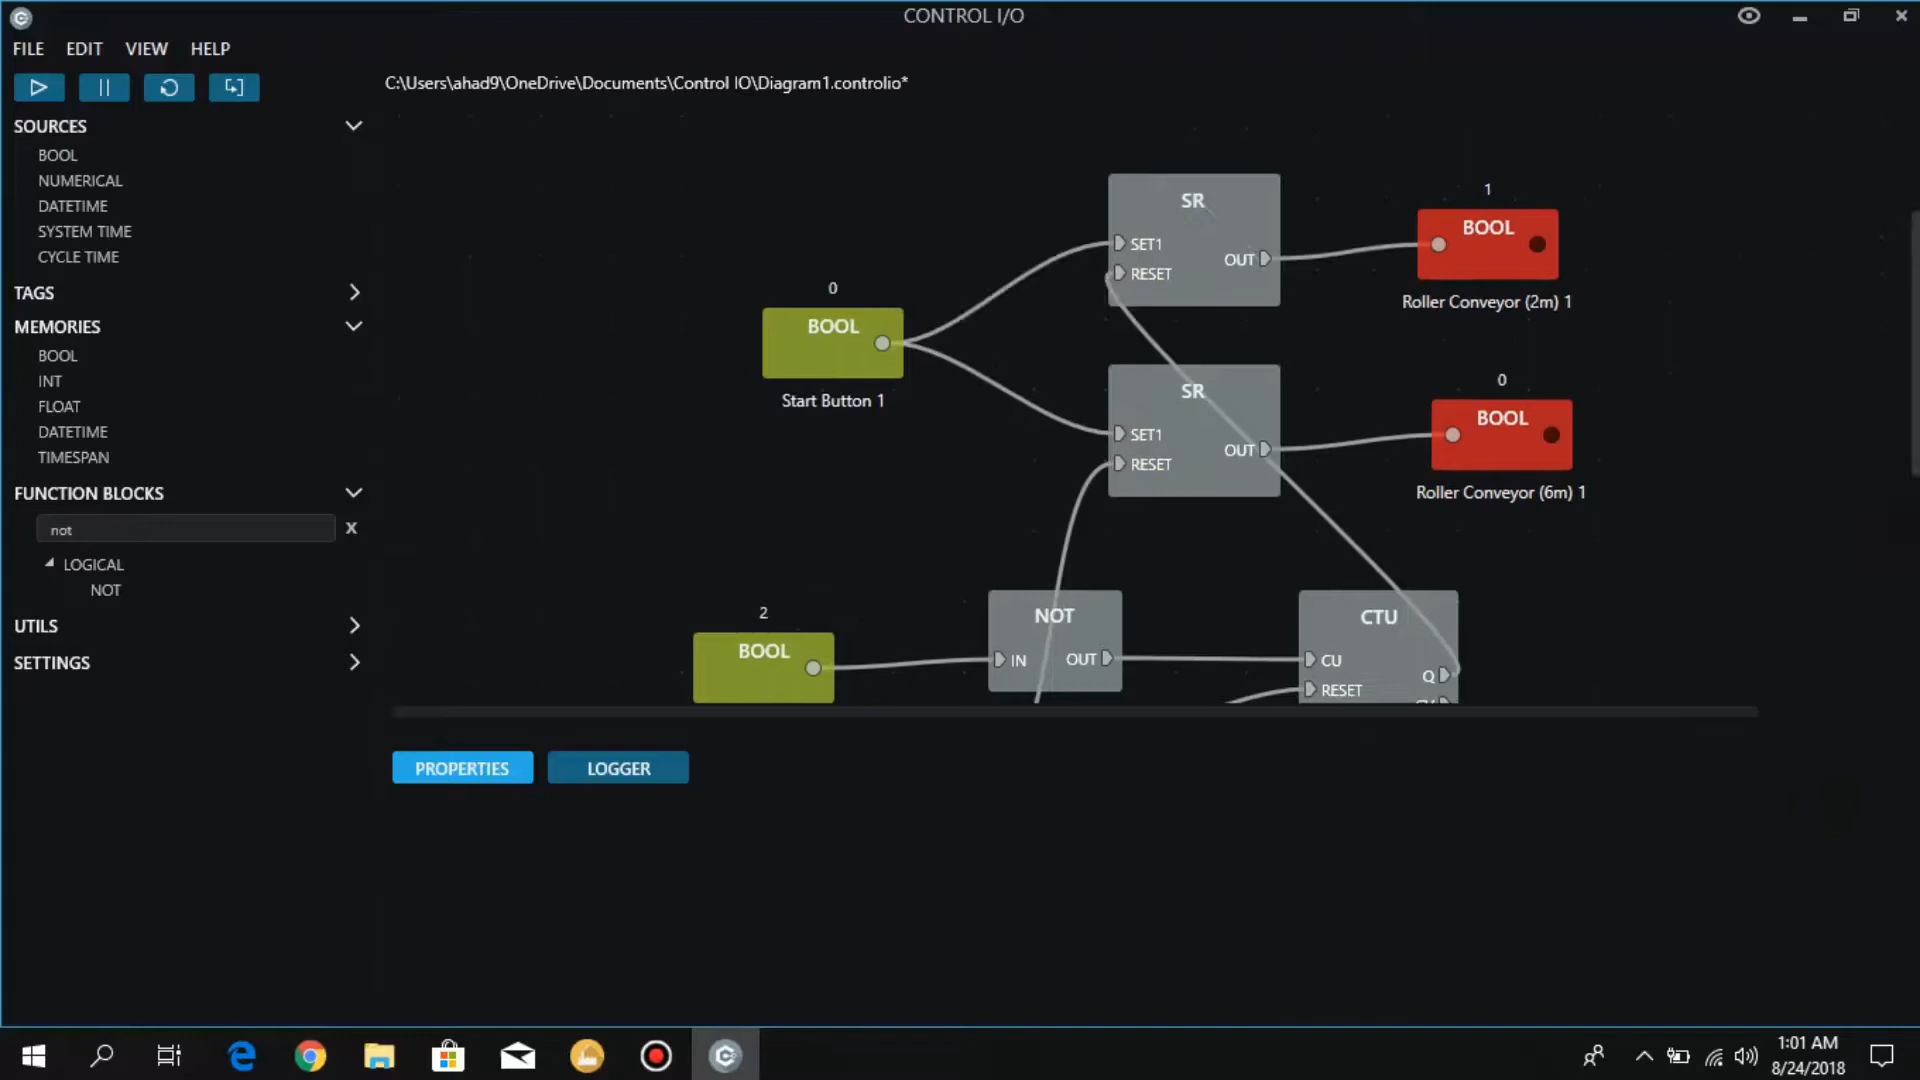 CONTROL I/O
FILE EDIT VIEW HELP
C:\Users\ahad9\OneDrive\Documents\Control IO\Diagram1.controlio*
SOURCES
BOOL
NUMERICAL
DATETIME
SYSTEM TIME
CYCLE TIME
TAGS
MEMORIES
BOOL
INT
FLOAT
DATETIME
TIMESPAN
FUNCTION BLOCKS
not
X
LOGICAL
NOT
UTILS
SETTINGS
0
BOOL
Start Button 1
SR
SET1
RESET
OUT
1
BOOL
Roller Conveyor (2m) 1
SR
SET1
RESET
OUT
0
BOOL
Roller Conveyor (6m) 1
2
BOOL
NOT
IN
OUT
CTU
CU
Q
RESET
PROPERTIES
LOGGER
1:01 AM
8/24/2018